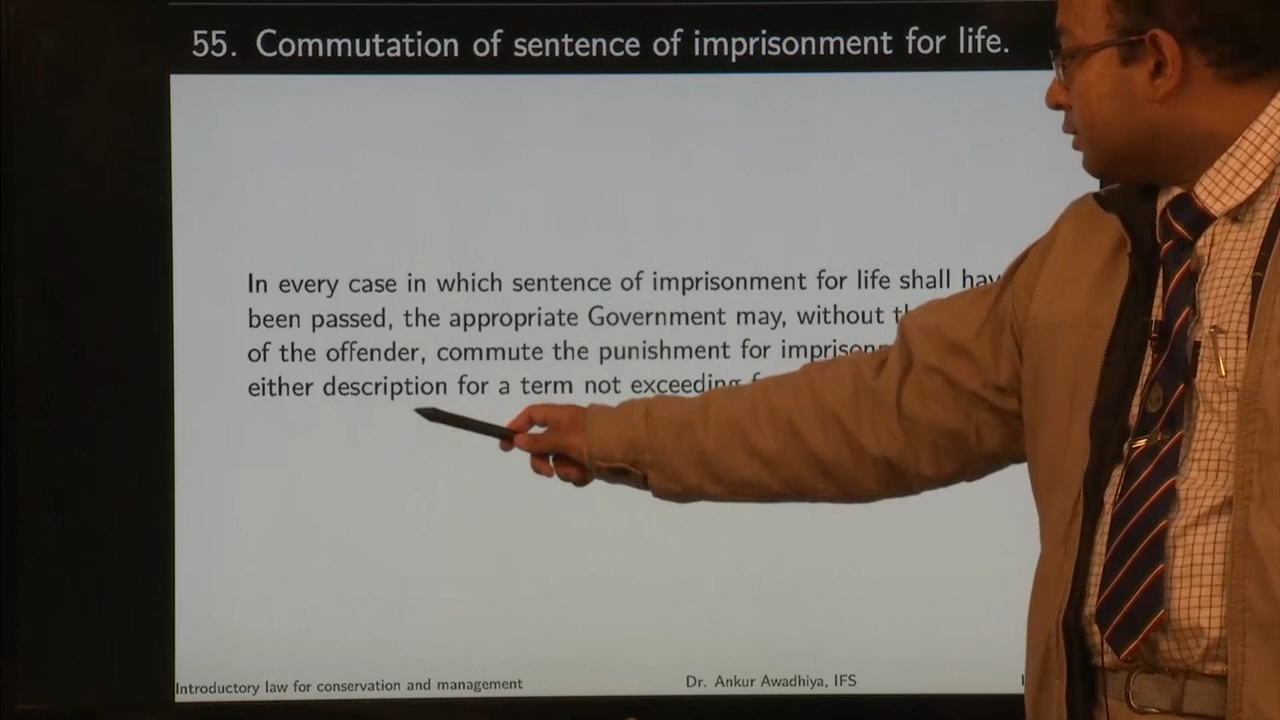 55. Commutation of sentence of imprisonment for life.
In every case in which sentence of imprisonment for life shall
been passed, the appropriate Government may, without
of the offender, commute the punishment for
either description for a term not exceeding
Introductory law for conservation and management
Dr. Ankur Awadhiya, IFS